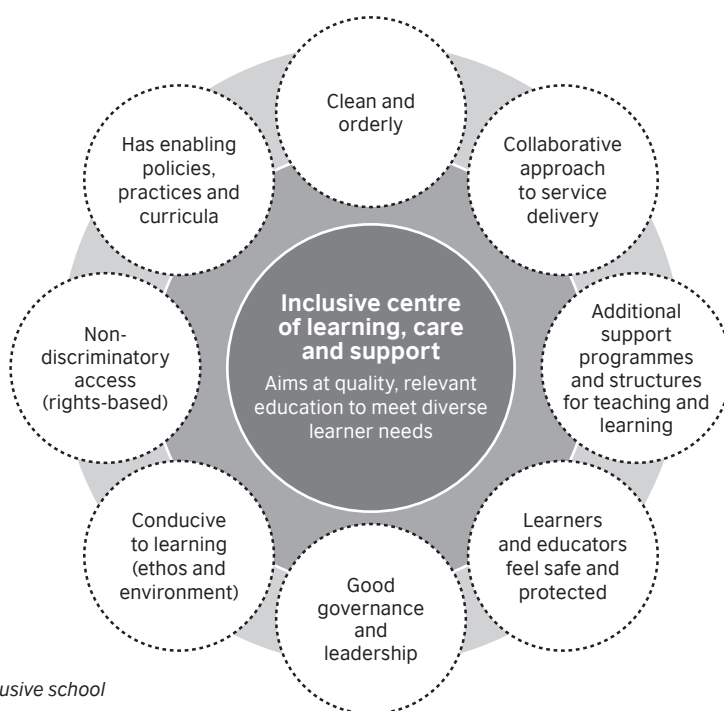 Clean and
orderly
Collaborative
approach
to service
delivery
Additional
support
programmes
and structures
for teaching and
learning
Learners
and educators
feel safe and
protected
Good
governance
and
leadership
Conducive
to learning
(ethos and
environment)
Non-
discriminatory
access
(rights-based)
Has enabling
policies,
practices and
curricula
Inclusive centre
of learning, care
and support
Aims at quality, relevant
education to meet diverse
learner needs
school